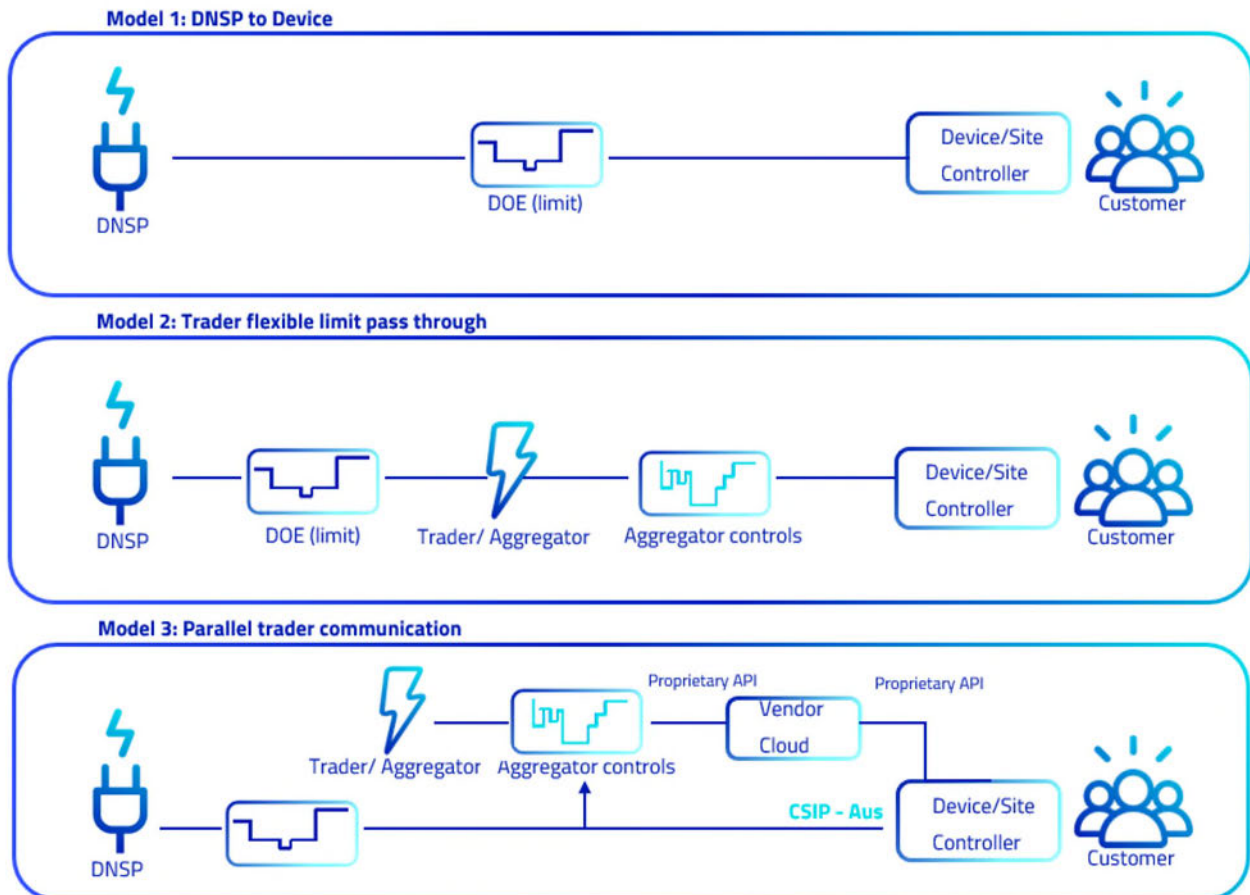 Model 1: DNSP to Device
DNSP
DOE (limit)
Device/Site
Controller
Customer
Model 2: Trader flexible limit pass through
DNSP
DOE (limit)
Trader/ Aggregator
Aggregator controls
Device/Site
Controller
Customer
Model 3: Parallel trader communication
Trader/ Aggregator
Aggregator controls
Proprietary API
Vendor
Cloud
Proprietary API
DNSP
CSIP - Aus
Device/Site
Controller
Customer